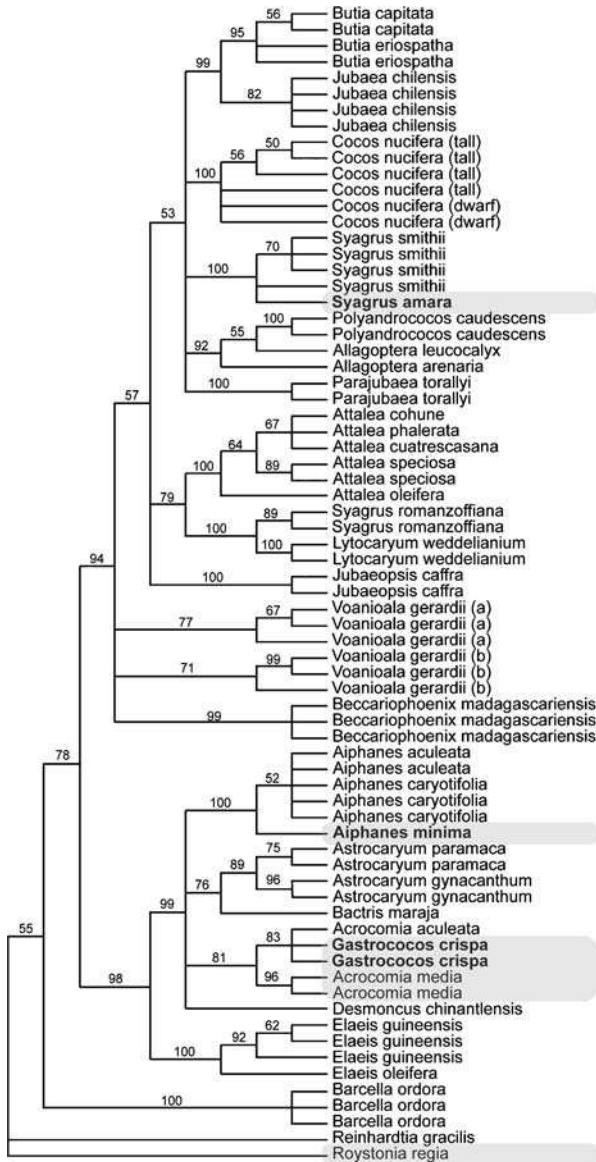 56 Butia capitata
95 Butia capitata
Butia eriospatha
99 Butia eriospatha
Jubaea chilensis
82 Jubaea chilensis
Jubaea chilensis
Jubaea chilensis
50 Cocos nucifera (tall)
56 Cocos nucifera (tall)
100 Cocos nucifera (tall)
Cocos nucifera (tall)
Cocos nucifera (dwarf)
53 Cocos nucifera (dwarf)
Syagrus smithii
70 Syagrus smithii
100 Syagrus smithii
Syagrus smithii
Syagrus amara
100 Polyandrococos caudescens
55 Polyandrococos caudescens
92 Allagoptera leucocalyx
Allagoptera arenaria
100 Parajubaea torallyi
57 Parajubaea torallyi
Attalea cohune
67 Attalea phalerata
64 Attalea cuatrescasana
100 89 Attalea speciosa
Attalea speciosa
79 Attalea oleifera
89 Syagrus romanzoffiana
100 Syagrus romanzoffiana
100 Lytocaryum weddelianium
94 Lytocaryum weddelianium
100 Jubaeopsis caffra
Jubaeopsis caffra
67 Voanioala gerardii (a)
77 Voanioala gerardii (a)
Voanioala gerardii (a)
99 Voanioala gerardii (b)
71 Voanioala gerardii (b)
Voanioala gerardii (b)
Beccariophoenix madagascariensis
99 Beccariophoenix madagascariensis
78 Beccariophoenix madagascariensis
Aiphanes aculeata
52 Aiphanes aculeata
Aiphanes caryotifolia
100 Aiphanes caryotifolia
Aiphanes caryotifolia
Aiphanes minima
75 Astrocaryum paramaca
89 Astrocaryum paramaca
76 96 Astrocaryum gynacanthum
99 Astrocaryum gynacanthum
Bactris maraja
55 Acrocomia aculeata
83 Gastrococos crispa
81 Gastrococos crispa
98 96 Acrocomia media
Acrocomia media
Desmoncus chinantlensis
62 Elaeis guineensis
92 Elaeis guineensis
100 Elaeis guineensis
Elaeis oleifera
Barcella ordora
100 Barcella ordora
Barcella ordora
Reinhardtia gracilis
Roystonia regia